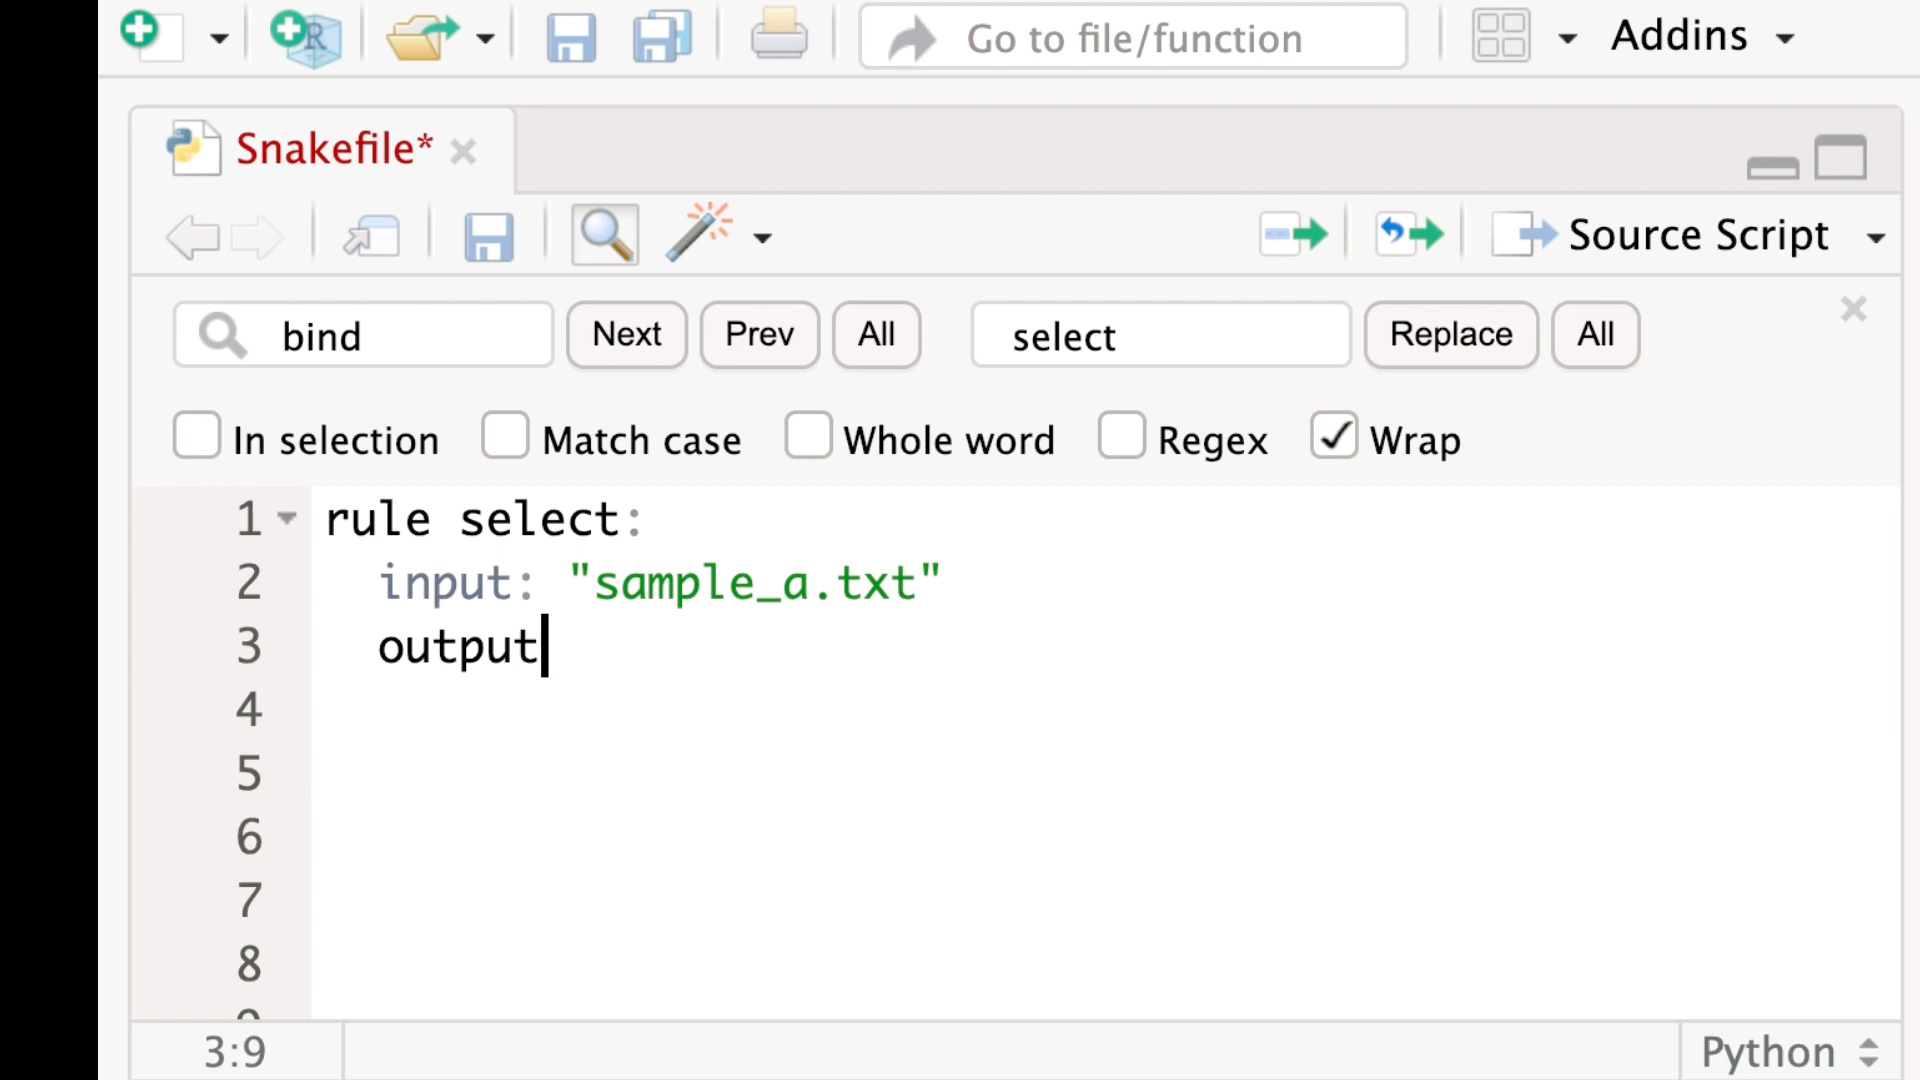 R Go to file/function Addins
Snakefile*
Source Script
bind Next Prev All select Replace All
In selection Match case Whole word Regex Wrap
1 rule select:
2 input: "sample_a.txt"
3 output
4
5
6
7
8
3:9 Python